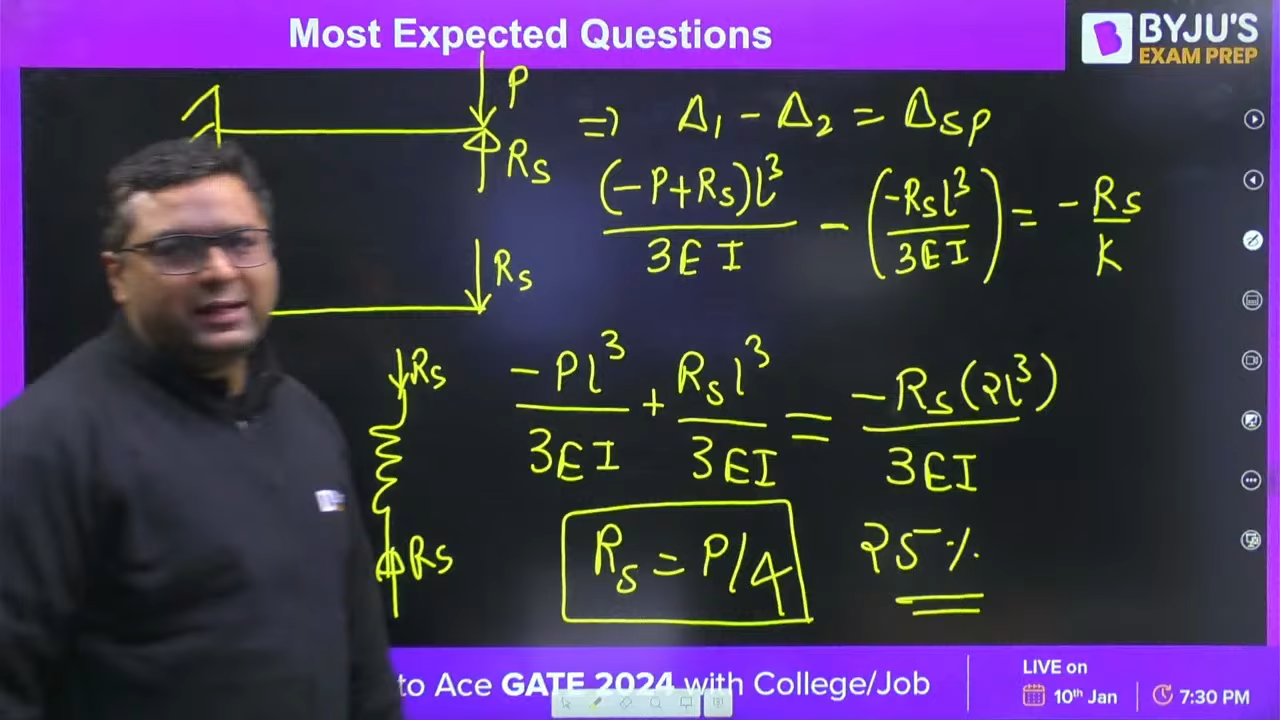 Most Expected Questions
BYJU'S
EXAM PREP
P
Rs
⇒ Δ₁ - Δ₂ = Δsp
(-P+Rs)l³/3EI - (-Rsl³/3EI) = -Rs/K
Rs
Rs
-Pl³/3EI + Rsl³/3EI = -Rs(2l³)/3EI
Rs
Rs = P/4
25%
to Ace GATE 2024 with College/Job
LIVE on
10th Jan
7:30 PM